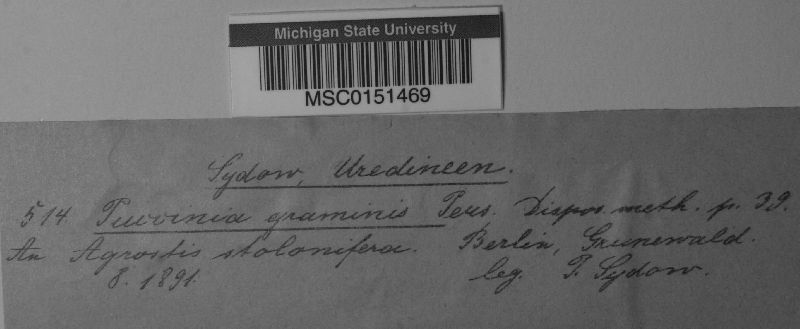 Michigan State University
MSC0151469
Sydow, Uredineen.
514 Puccinia graminis Pers. Dispos. meth. p. 39.
An Agrostis stolonifera. Berlin, Grunewald.
8. 1891. leg. P. Sydow.